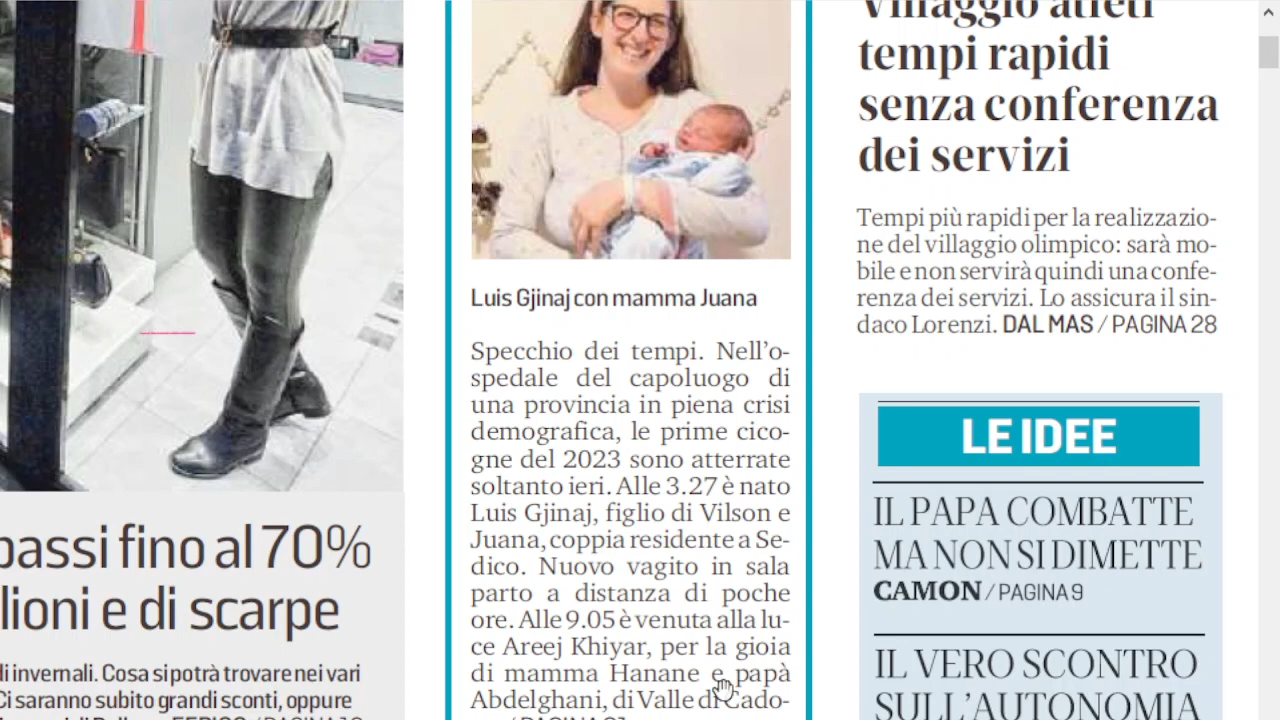 passi fino al 70%
lioni e di scarpe
di invernali. Cosa si potrà trovare nei vari
Ci saranno subito grandi sconti, oppure
Luis Gjinaj con mamma Juana
Specchio dei tempi. Nell'o-
spedale del capoluogo di
una provincia in piena crisi
demografica, le prime cico-
gne del 2023 sono atterrate
soltanto ieri. Alle 3.27 è nato
Luis Gjinaj, figlio di Vilson e
Juana, coppia residente a Se-
dico. Nuovo vagito in sala
parto a distanza di poche
ore. Alle 9.05 è venuta alla lu-
ce Areej Khiyar, per la gioia
di mamma Hanane e papà
Abdelghani, di Valle di Cado-
Villaggio atleti
tempi rapidi
senza conferenza
dei servizi
Tempi più rapidi per la realizzazio-
ne del villaggio olimpico: sarà mo-
bile e non servirà quindi una confe-
renza dei servizi. Lo assicura il sin-
daco Lorenzi. DAL MAS / PAGINA 28
LE IDEE
IL PAPA COMBATTE
MA NON SI DIMETTE
CAMON / PAGINA 9
IL VERO SCONTRO
SULL'AUTONOMIA